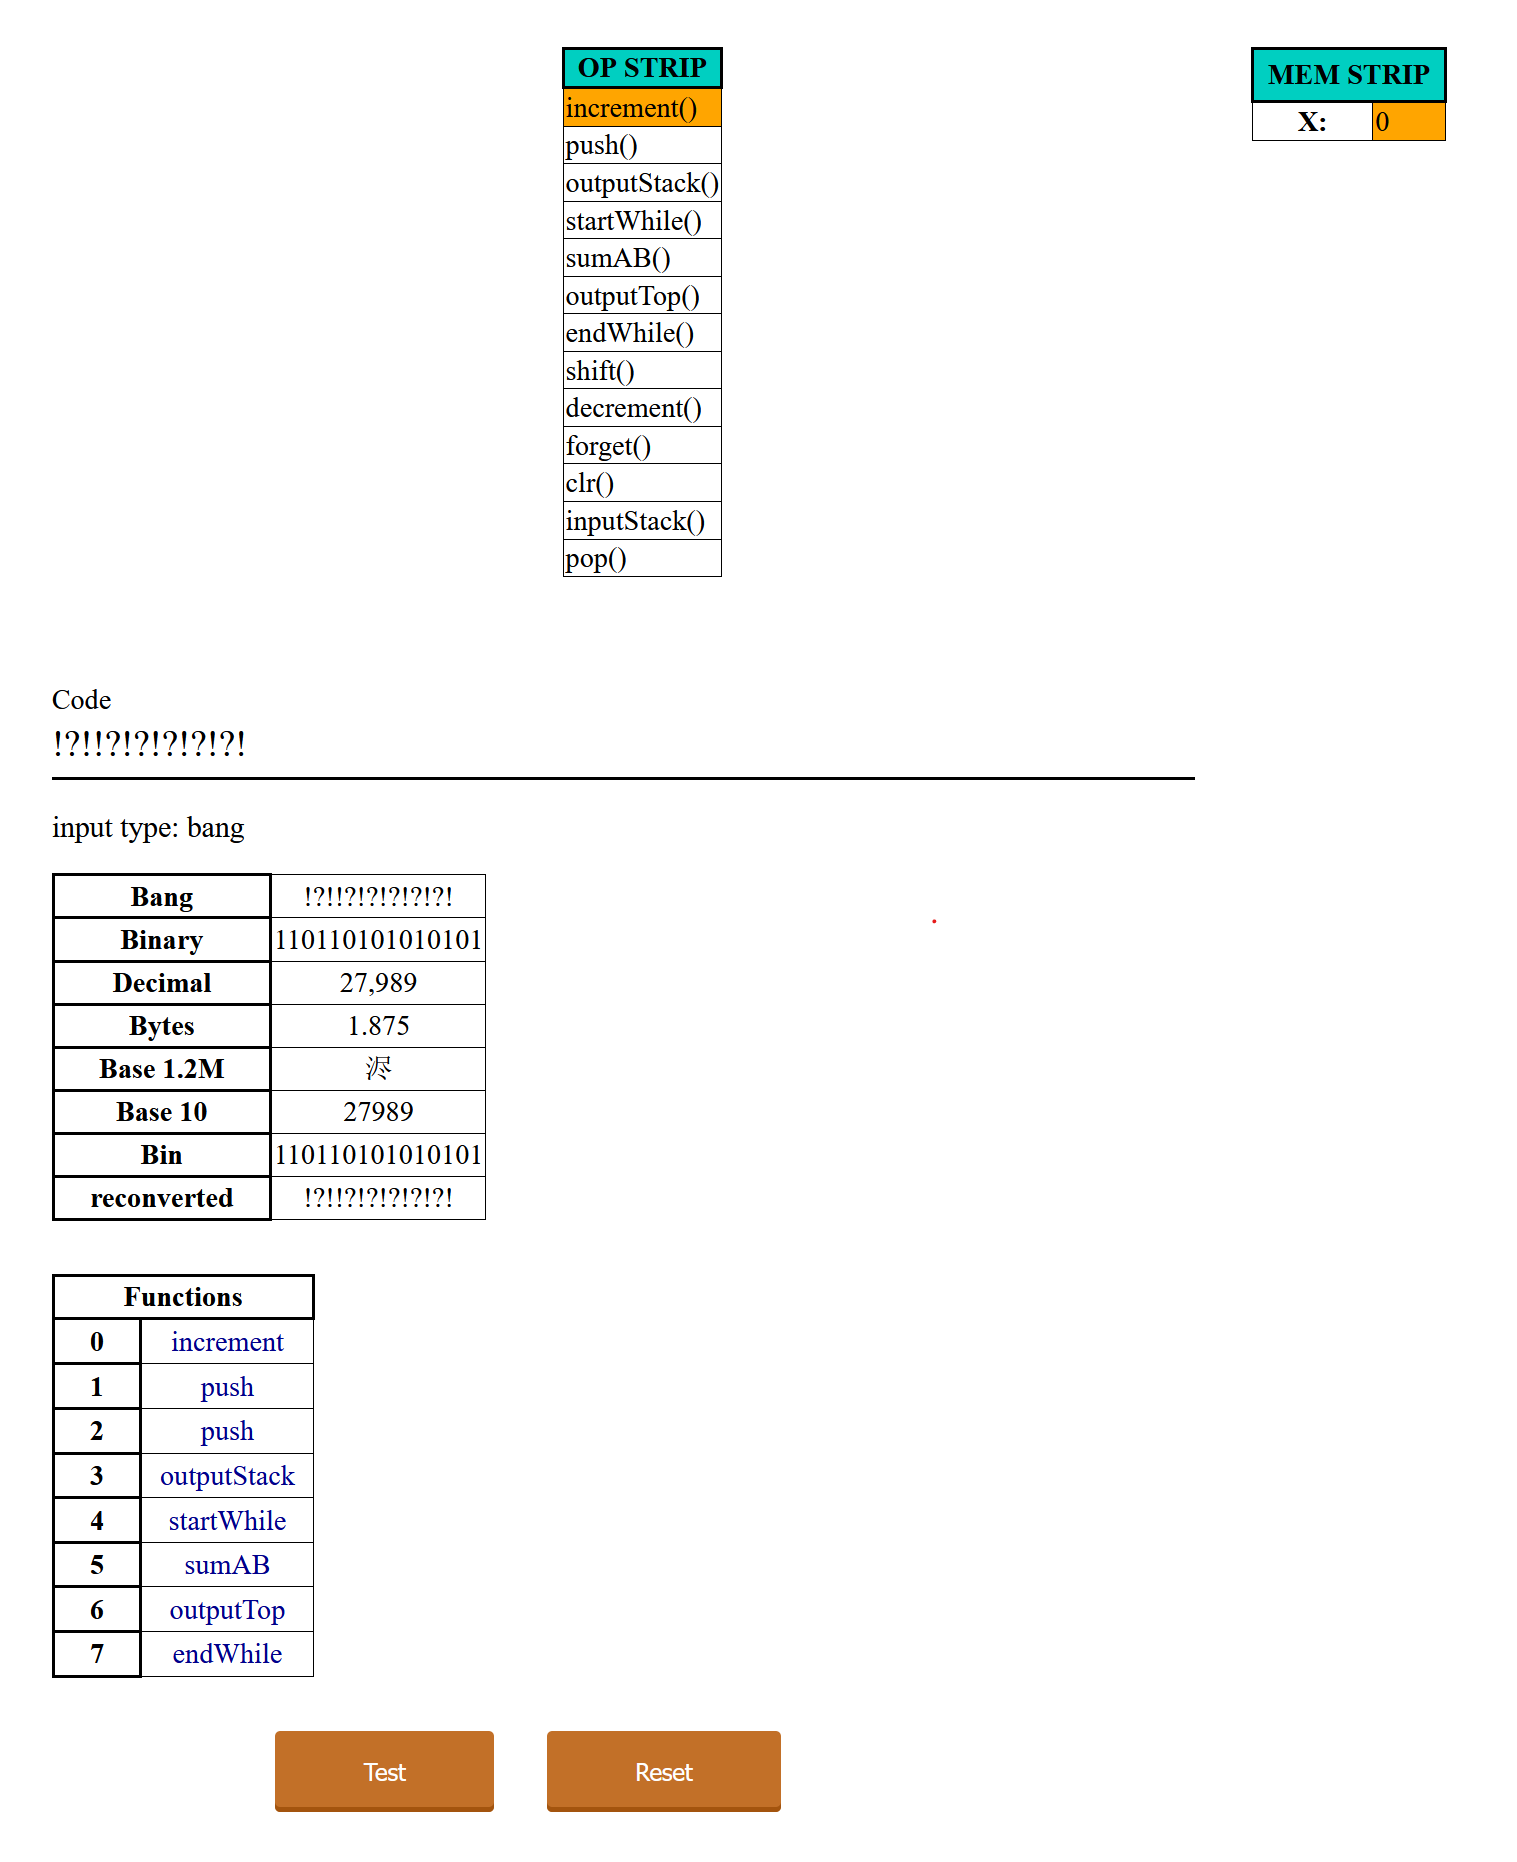 OP STRIP
increment()
push()
outputStack()
startWhile()
sumAB()
outputTop()
endWhile()
shift()
decrement()
forget()
clr()
inputStack()
pop()
MEM STRIP
X: 0
Code
!?!!?!?!?!?!?!
input type: bang
Bang !?!!?!?!?!?!?!
Binary 110110101010101
Decimal 27,989
Bytes 1.875
Base 1.2M 浕
Base 10 27989
Bin 110110101010101
reconverted !?!!?!?!?!?!?!
Functions
0 increment
1 push
2 push
3 outputStack
4 startWhile
5 sumAB
6 outputTop
7 endWhile
Test Reset